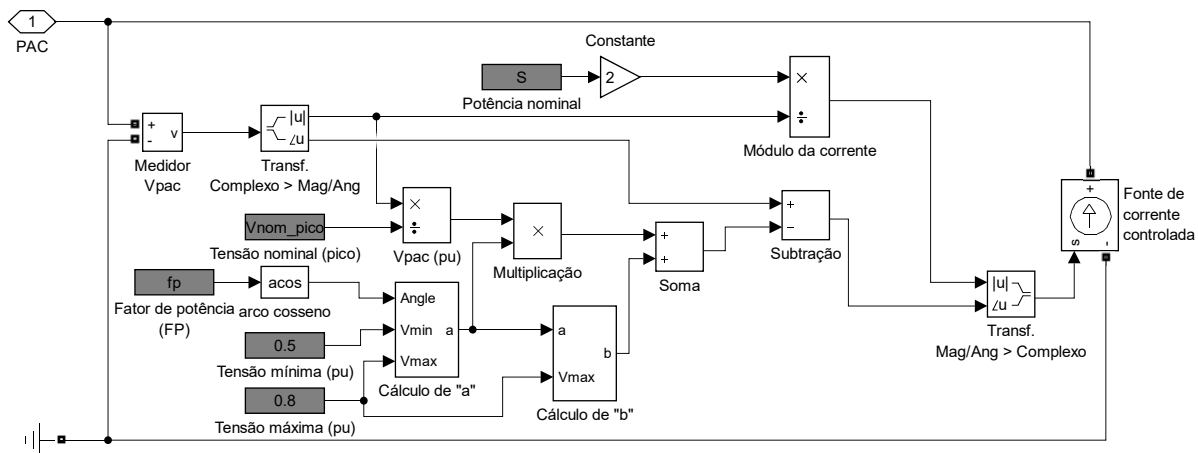 1
PAC
Constante
S
2
×
÷
Potência nominal
Módulo da corrente
+
-
v
Medidor
Vpac
|u|
∠u
Transf.
Complexo > Mag/Ang
Vnom_pico
Tensão nominal (pico)
×
÷
Vpac (pu)
×
Multiplicação
+
+
Soma
+
−
Subtração
+
s
-
Fonte de
corrente
controlada
fp
Fator de potência
(FP)
acos
arco cosseno
0.5
Tensão mínima (pu)
0.8
Tensão máxima (pu)
Angle
Vmin
Vmax
a
Cálculo de "a"
a
Vmax
b
Cálculo de "b"
|u|
∠u
Transf.
Mag/Ang > Complexo